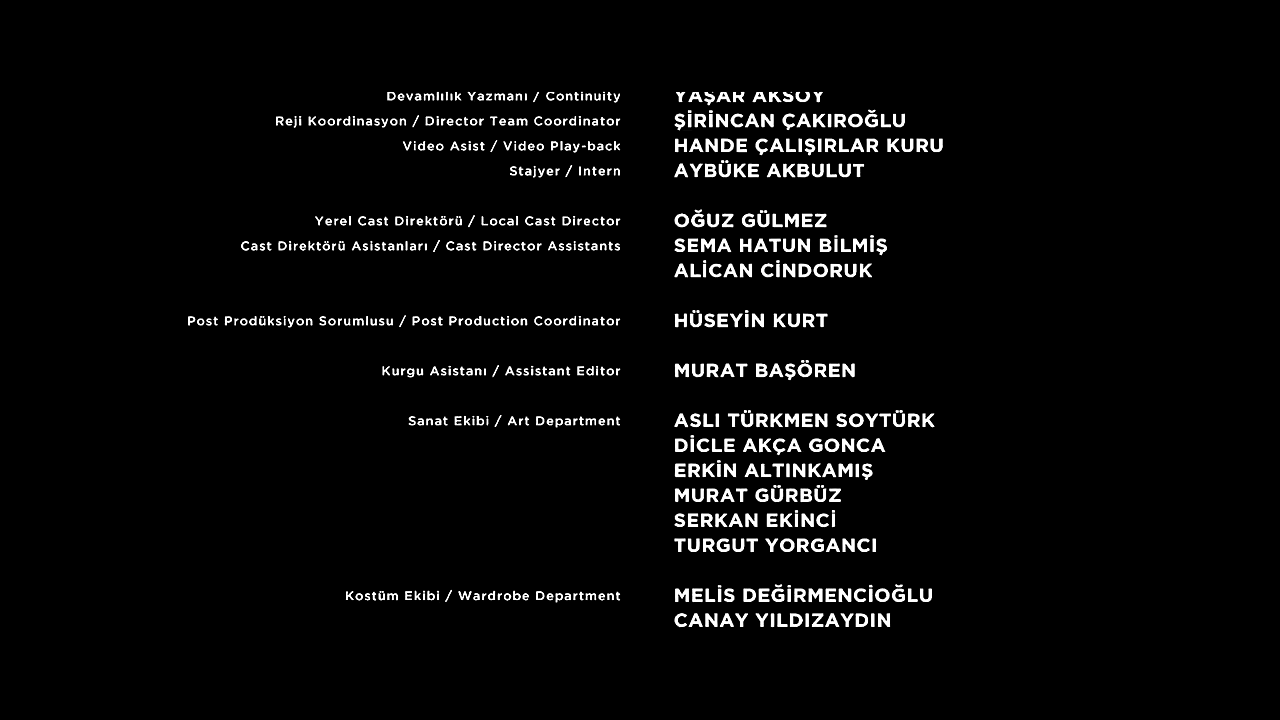 Devamlılık Yazmanı / Continuity YAŞAR AKSOY
Reji Koordinasyon / Director Team Coordinator ŞİRİNCAN ÇAKIROĞLU
Video Asist / Video Play-back HANDE ÇALIŞIRLAR KURU
Stajyer / Intern AYBÜKE AKBULUT
Yerel Cast Direktörü / Local Cast Director OĞUZ GÜLMEZ
Cast Direktörü Asistanları / Cast Director Assistants SEMA HATUN BİLMİŞ
ALİCAN CİNDORUK
Post Prodüksiyon Sorumlusu / Post Production Coordinator HÜSEYİN KURT
Kurgu Asistanı / Assistant Editor MURAT BAŞÖREN
Sanat Ekibi / Art Department ASLI TÜRKMEN SOYTÜRK
DİCLE AKÇA GONCA
ERKİN ALTINKAMIŞ
MURAT GÜRBÜZ
SERKAN EKİNCİ
TURGUT YORGANCI
Kostüm Ekibi / Wardrobe Department MELİS DEĞİRMENCİOĞLU
CANAY YILDIZAYDIN